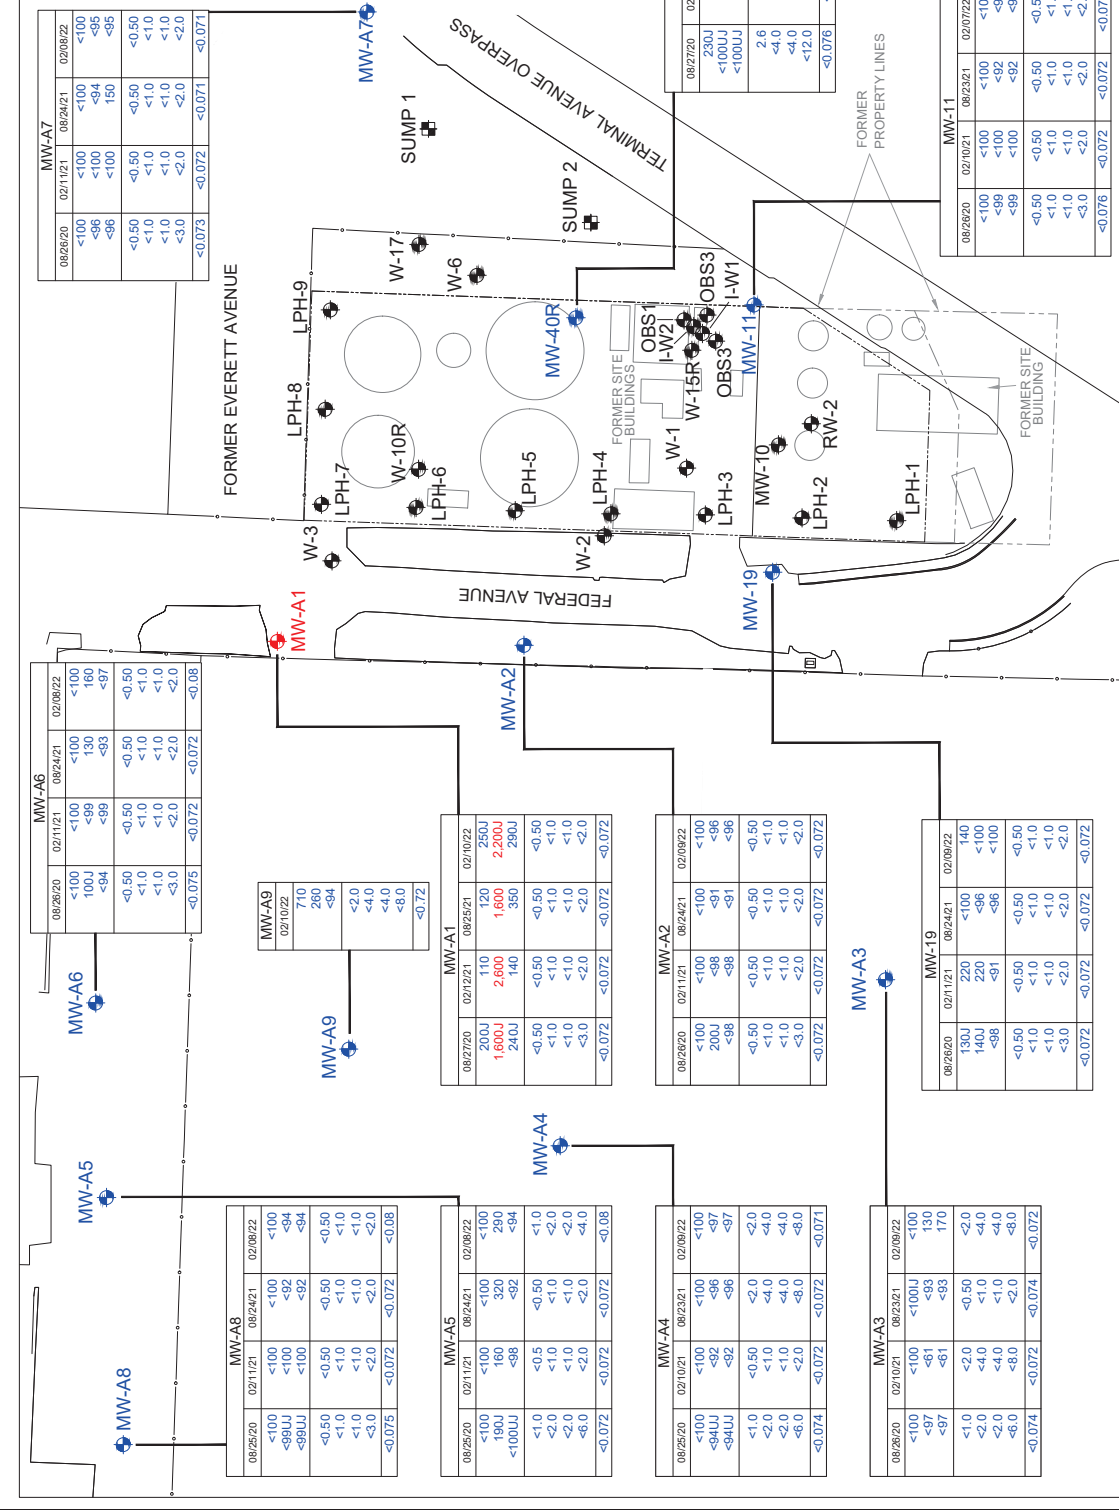 MW-A8
MW-A5
MW-A6
MW-A6
08/26/20 02/11/21 08/24/21 02/08/22
<100 <100 <100 <100
100J <99 130 160
<94 <99 <93 <97
<0.50 <0.50 <0.50 <0.50
<1.0 <1.0 <1.0 <1.0
<1.0 <1.0 <1.0 <1.0
<3.0 <2.0 <2.0 <2.0
<0.075 <0.072 <0.072 <0.08
MW-A7
08/26/20 02/11/21 08/24/21 02/08/22
<100 <100 <100 <100
<96 <100 <94 <95
<96 <100 150 <95
<0.50 <0.50 <0.50 <0.50
<1.0 <1.0 <1.0 <1.0
<1.0 <1.0 <1.0 <1.0
<3.0 <2.0 <2.0 <2.0
<0.073 <0.072 <0.071 <0.071
MW-A7
MW-A8
08/25/20 02/11/21 08/24/21 02/08/22
<100 <100 <100 <100
<99UJ <100 <92 <94
<99UJ <100 <92 <94
<0.50 <0.50 <0.50 <0.50
<1.0 <1.0 <1.0 <1.0
<1.0 <1.0 <1.0 <1.0
<3.0 <2.0 <2.0 <2.0
<0.075 <0.072 <0.072 <0.08
MW-A9
02/10/22
710
260
<94
<2.0
<4.0
<4.0
<8.0
<0.72
MW-A9
MW-A1
FORMER EVERETT AVENUE
W-3
LPH-7
LPH-8
LPH-9
W-10R
LPH-6
W-17
W-6
SUMP 1
SUMP 2
TERMINAL AVENUE OVERPASS
MW-A5
08/25/20 02/11/21 08/24/21 02/08/22
<100 <100 <100 <100
190J 160 320 290
<100UJ <98 <92 <94
<1.0 <0.5 <0.50 <1.0
<2.0 <1.0 <1.0 <2.0
<2.0 <1.0 <1.0 <2.0
<6.0 <2.0 <2.0 <4.0
<0.072 <0.072 <0.072 <0.08
MW-A1
08/27/20 02/12/21 08/25/21 02/10/22
200J 110 120 250J
1,600J 2,600 1,600 2,200J
240J 140 350 290J
<0.50 <0.50 <0.50 <0.50
<1.0 <1.0 <1.0 <1.0
<1.0 <1.0 <1.0 <1.0
<3.0 <2.0 <2.0 <2.0
<0.072 <0.072 <0.072 <0.072
MW-A4
MW-A2
FEDERAL AVENUE
LPH-5
W-2
LPH-4
MW-40R
FORMER SITE
BUILDINGS
OBS1
I-W2
W-15R
OBS3
I-W1
OBS3
W-1
LPH-3
MW-A4
08/25/20 02/10/21 08/23/21 02/09/22
<100 <100 <100 <100
<94UJ <92 <96 <97
<94UJ <92 <96 <97
<1.0 <0.50 <2.0 <2.0
<2.0 <1.0 <4.0 <4.0
<2.0 <1.0 <4.0 <4.0
<6.0 <2.0 <8.0 <8.0
<0.074 <0.072 <0.072 <0.071
MW-A2
08/26/20 02/11/21 08/24/21 02/09/22
<100 <100 <100 <100
200J <98 <91 <96
<98 <98 <91 <96
<0.50 <0.50 <0.50 <0.50
<1.0 <1.0 <1.0 <1.0
<1.0 <1.0 <1.0 <1.0
<3.0 <2.0 <2.0 <2.0
<0.072 <0.072 <0.072 <0.072
08/27/20
230J
<100UJ
<100UJ
2.6
<4.0
<4.0
<12.0
<0.076
MW-19
MW-10
MW-11
LPH-2
RW-2
LPH-1
FORMER
PROPERTY LINES
FORMER SITE
BUILDING
MW-A3
MW-A3
08/26/20 02/10/21 08/23/21 02/09/22
<100 <100 <100IJ <100
<97 <61 <93 130
<97 <61 <93 170
<1.0 <2.0 <0.50 <2.0
<2.0 <4.0 <1.0 <4.0
<2.0 <4.0 <1.0 <4.0
<6.0 <8.0 <2.0 <8.0
<0.074 <0.072 <0.074 <0.072
MW-19
08/26/20 02/11/21 08/24/21 02/09/22
130J 220 <100 140
140J 220 <96 <100
<98 <91 <96 <100
<0.50 <0.50 <0.50 <0.50
<1.0 <1.0 <1.0 <1.0
<1.0 <1.0 <1.0 <1.0
<3.0 <2.0 <2.0 <2.0
<0.072 <0.072 <0.072 <0.072
MW-11
08/26/20 02/10/21 08/23/21 02/07/22
<100 <100 <100
<99 <100 <92
<99 <100 <92
<0.50 <0.50 <0.50
<1.0 <1.0 <1.0
<1.0 <1.0 <1.0
<3.0 <2.0 <2.0
<0.076 <0.072 <0.072